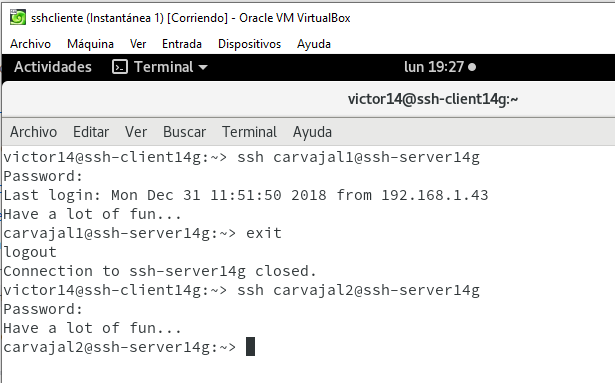 sshcliente (Instantánea 1) [Corriendo] - Oracle VM VirtualBox
Archivo Máquina Ver Entrada Dispositivos Ayuda
Actividades Terminal lun 19:27
victor14@ssh-client14g:~
Archivo Editar Ver Buscar Terminal Ayuda
victor14@ssh-client14g:~> ssh carvajal1@ssh-server14g
Password:
Last login: Mon Dec 31 11:51:50 2018 from 192.168.1.43
Have a lot of fun...
carvajal1@ssh-server14g:~> exit
logout
Connection to ssh-server14g closed.
victor14@ssh-client14g:~> ssh carvajal2@ssh-server14g
Password:
Have a lot of fun...
carvajal2@ssh-server14g:~>